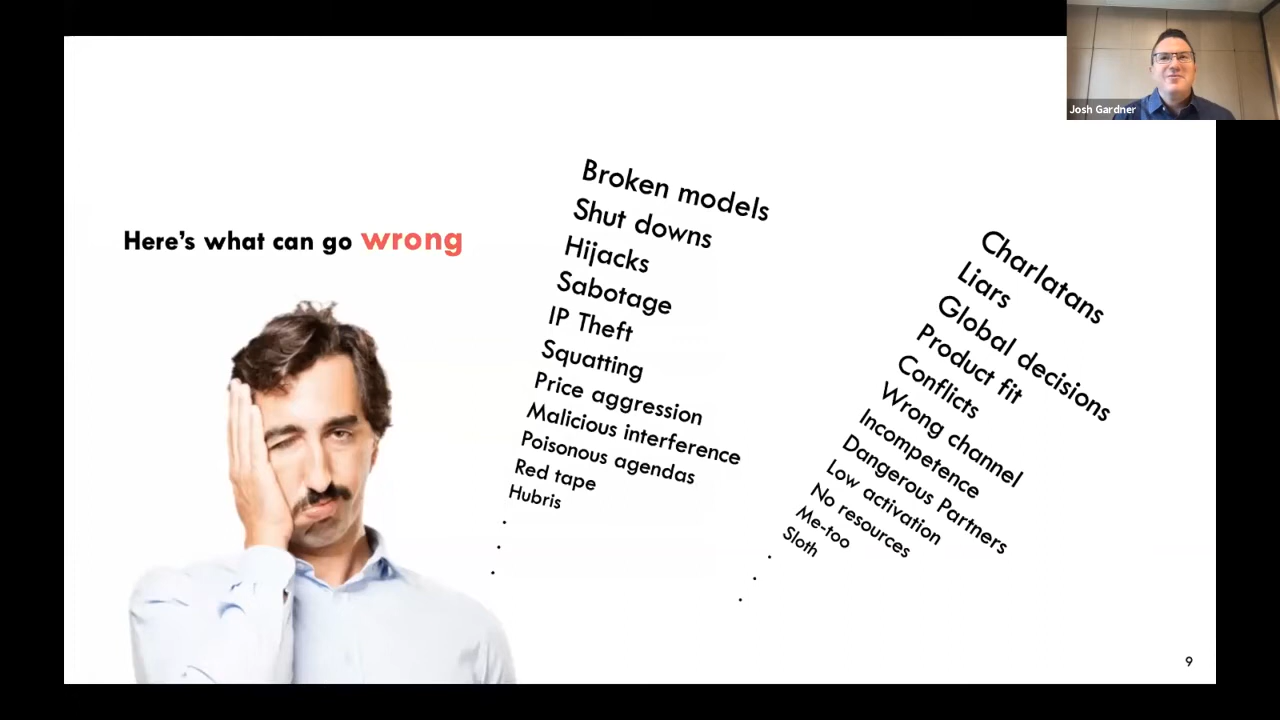 Josh Gardner
Here's what can go wrong
Broken models
Shut downs
Hijacks
Sabotage
IP Theft
Squatting
Price aggression
Malicious interference
Poisonous agendas
Red tape
Hubris
.
.
.
Charlatans
Liars
Global decisions
Product fit
Conflicts
Wrong channel
Incompetence
Dangerous Partners
Low activation
No resources
Me-too
Sloth
.
.
.
9